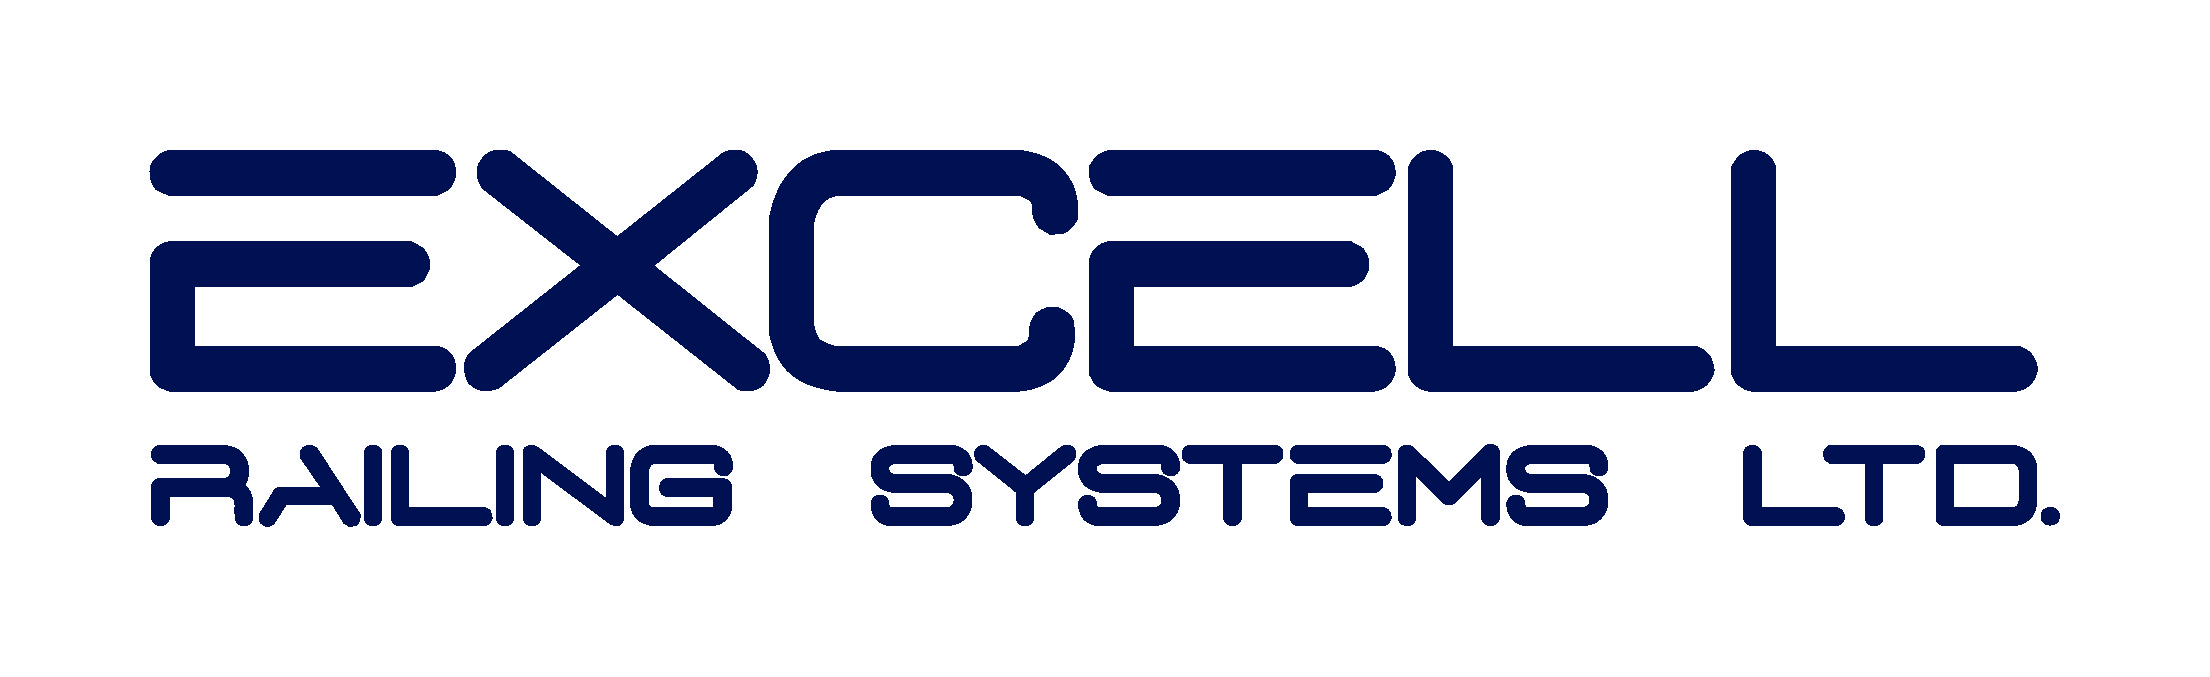 EXCELL
RAILING SYSTEMS LTD.